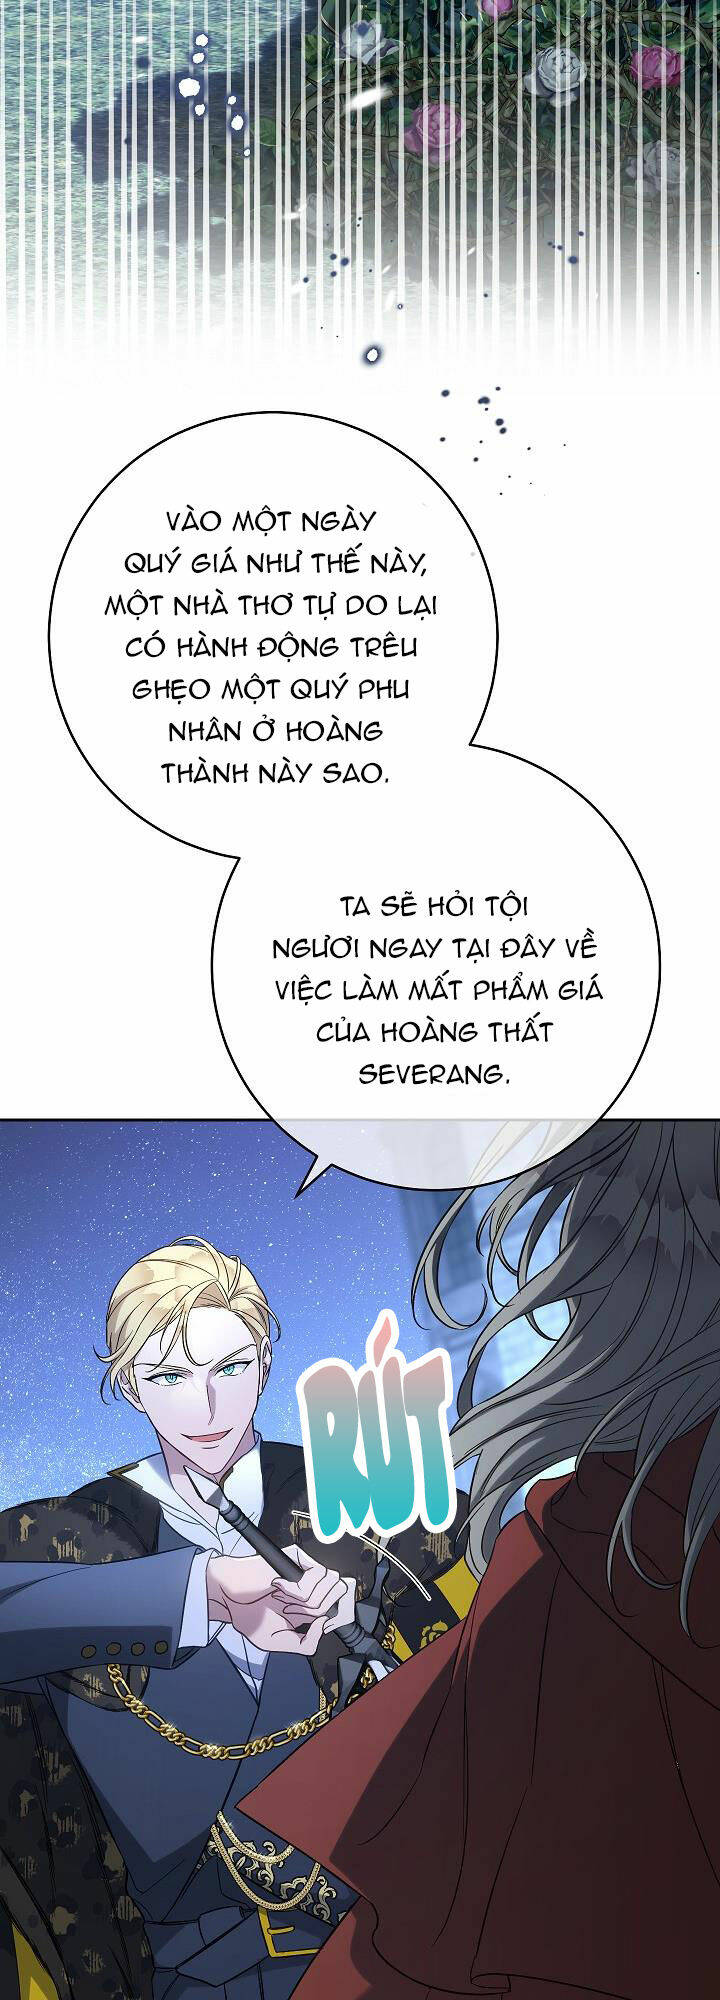 VÀO MỘT NGÀY
QUÝ GIÁ NHƯ THẾ NÀY,
MỘT NHÀ THƠ TỰ DO LẠI
CÓ HÀNH ĐỘNG TRÊU
GHẸO MỘT QUÝ PHU
NHÂN Ở HOÀNG
THÀNH NÀY SAO.
TA SẼ HỎI TỘI
NGƯƠI NGAY TẠI ĐÂY VỀ
VIỆC LÀM MẤT PHẨM GIÁ
CỦA HOÀNG THẤT
SEVERANG.
RÚT